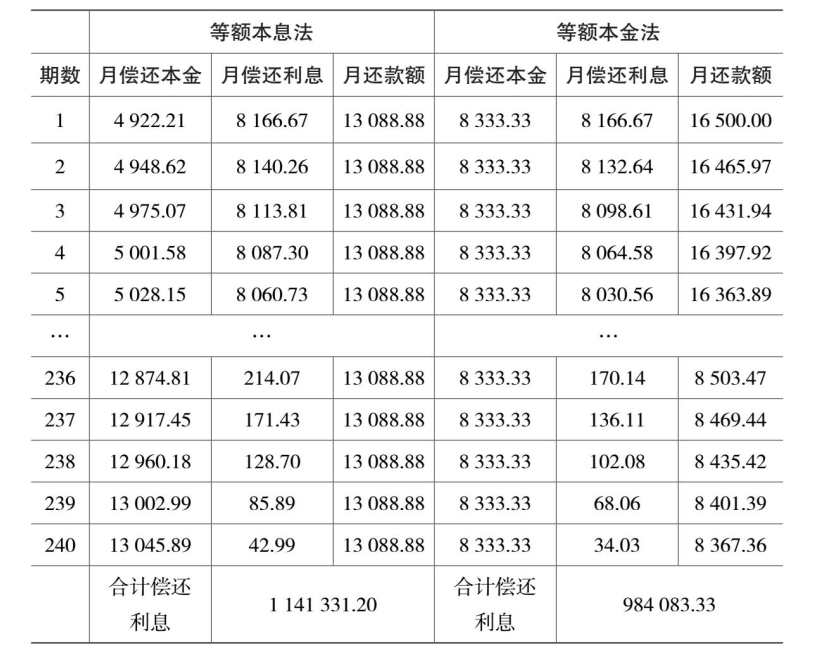 等额本息法 等额本金法
期数 月偿还本金 月偿还利息 月还款额 月偿还本金 月偿还利息 月还款额
1 4 922.21 8 166.67 13 088.88 8 333.33 8 166.67 16 500.00
2 4 948.62 8 140.26 13 088.88 8 333.33 8 132.64 16 465.97
3 4 975.07 8 113.81 13 088.88 8 333.33 8 098.61 16 431.94
4 5 001.58 8 087.30 13 088.88 8 333.33 8 064.58 16 397.92
5 5 028.15 8 060.73 13 088.88 8 333.33 8 030.56 16 363.89
… … …
236 12 874.81 214.07 13 088.88 8 333.33 170.14 8 503.47
237 12 917.45 171.43 13 088.88 8 333.33 136.11 8 469.44
238 12 960.18 128.70 13 088.88 8 333.33 102.08 8 435.42
239 13 002.99 85.89 13 088.88 8 333.33 68.06 8 401.39
240 13 045.89 42.99 13 088.88 8 333.33 34.03 8 367.36
合计偿还 合计偿还
利息 1 141 331.20 利息 984 083.33